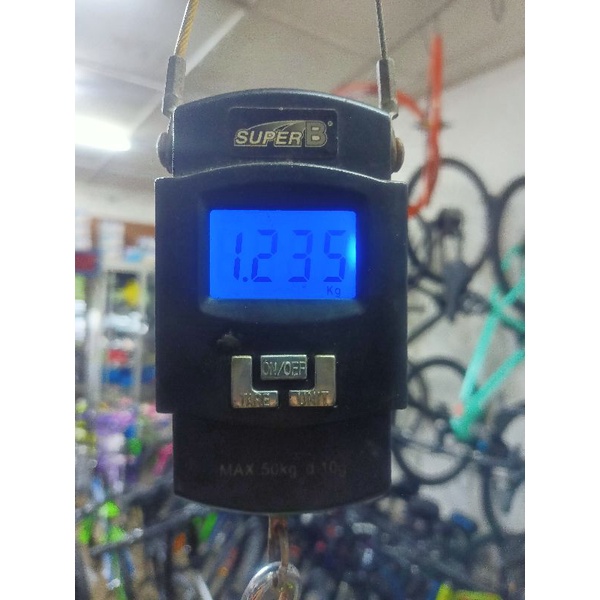 SUPER B
1.235
Kg
ON/OFF
TARE UNIT
MAX 50kg d 10g